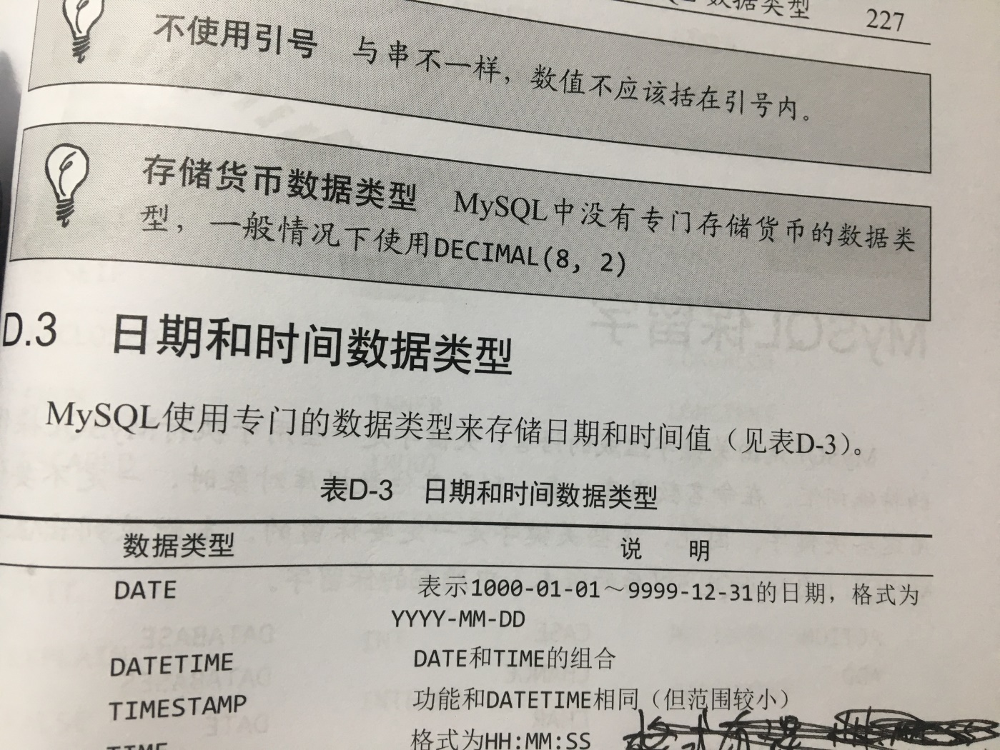 数据类型 227
不使用引号 与串不一样，数值不应该括在引号内。
存储货币数据类型 MySQL中没有专门存储货币的数据类
型，一般情况下使用DECIMAL(8, 2)
D.3 日期和时间数据类型
MySQL使用专门的数据类型来存储日期和时间值（见表D-3）。
表D-3 日期和时间数据类型
数据类型 说 明
DATE 表示1000-01-01～9999-12-31的日期，格式为
YYYY-MM-DD
DATETIME DATE和TIME的组合
TIMESTAMP 功能和DATETIME相同（但范围较小）
TIME 格式为HH:MM:SS